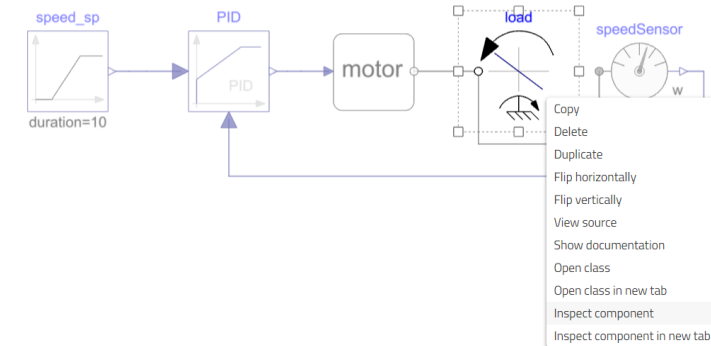 speed_sp
PID
load
speedSensor
motor
PID
w
duration=10
Copy
Delete
Duplicate
Flip horizontally
Flip vertically
View source
Show documentation
Open class
Open class in new tab
Inspect component
Inspect component in new tab